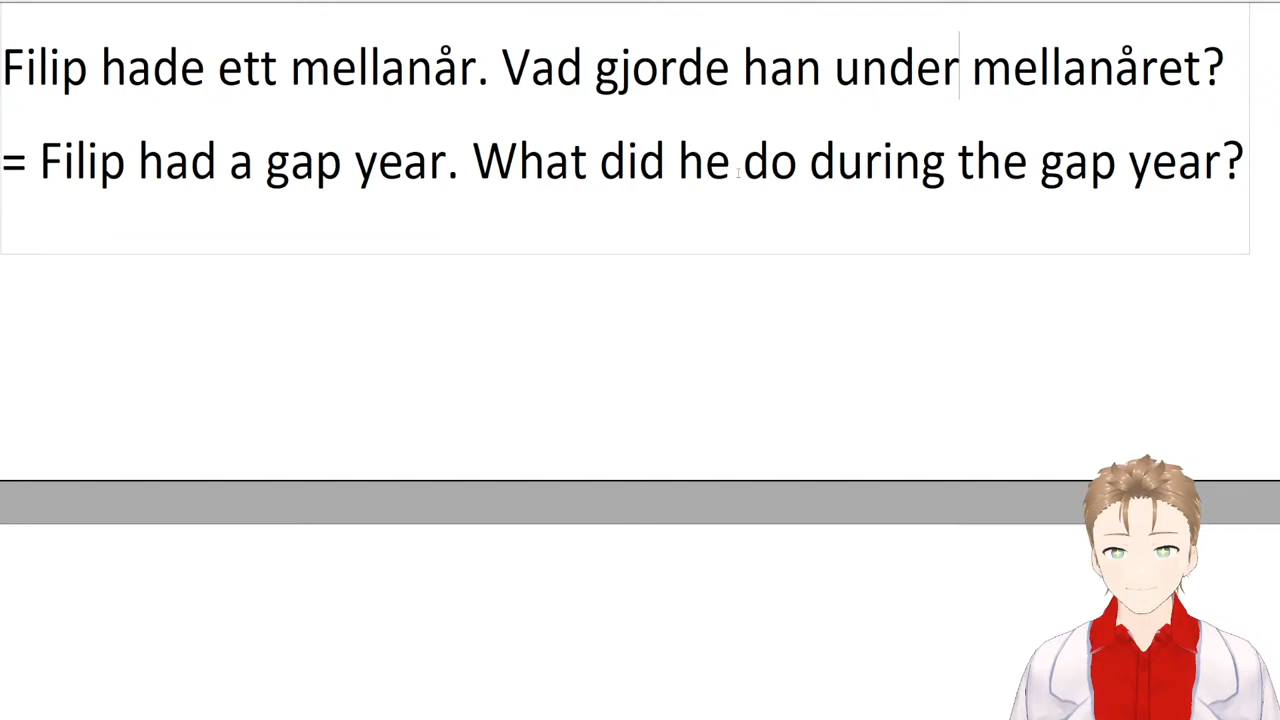 Filip hade ett mellanår. Vad gjorde han under mellanåret?
= Filip had a gap year. What did he do during the gap year?